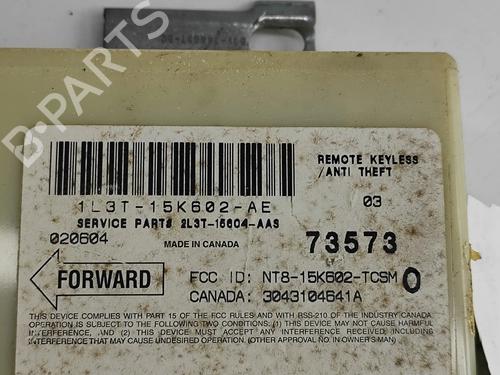 REMOTE KEYLESS
/ANTI THEFT
1L3T-15K602-AE
03
SERVICE PARTS 2L3T-15604-AAS
020604
MADE IN CANADA
73573
FORWARD
FCC ID: NT8-15K602-TCSM O
CANADA: 3043104641A
THIS DEVICE COMPLIES WITH PART 15 OF THE FCC RULES AND WITH RSS-210 OF INDUSTRY CANADA
OPERATION IS SUBJECT TO THE FOLLOWING TWO CONDITIONS, (1) THIS DEVICE MAY NOT CAUSE HARMFUL
INTERFERENCE, AND (2) THIS DEVICE MUST ACCEPT ANY INTERFERENCE RECEIVED INCLUDING INTERFERENCE
THAT MAY CAUSE UNDESIRED OPERATION. (OTHER APPROVAL NO. IN OWNER'S MAN)
B-PARTS